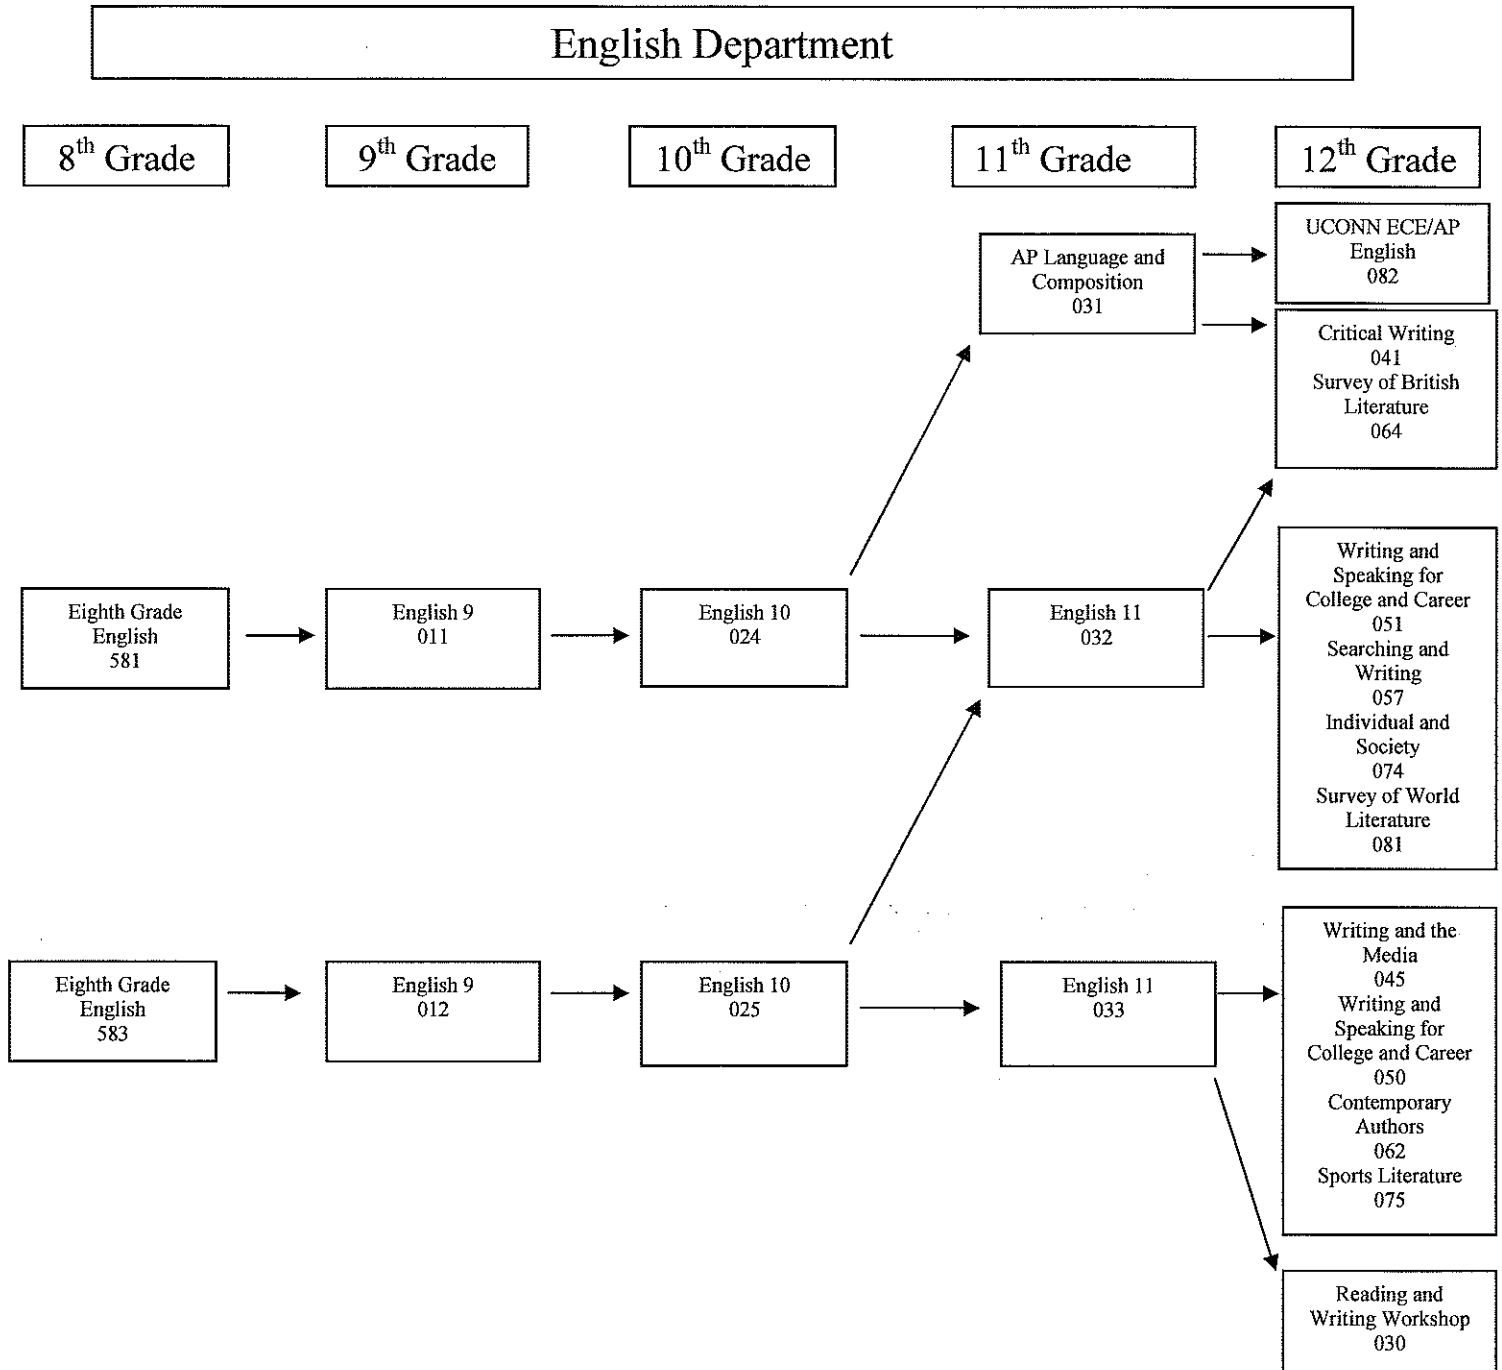 English Department
8th Grade
9th Grade
10th Grade
11th Grade
12th Grade
UCONN ECE/AP
English
082
AP Language and
Composition
031
Critical Writing
041
Survey of British
Literature
064
Eighth Grade
English
581
English 9
011
English 10
024
English 11
032
Writing and
Speaking for
College and Career
051
Searching and
Writing
057
Individual and
Society
074
Survey of World
Literature
081
Eighth Grade
English
583
English 9
012
English 10
025
English 11
033
Writing and the
Media
045
Writing and
Speaking for
College and Career
050
Contemporary
Authors
062
Sports Literature
075
Reading and
Writing Workshop
030